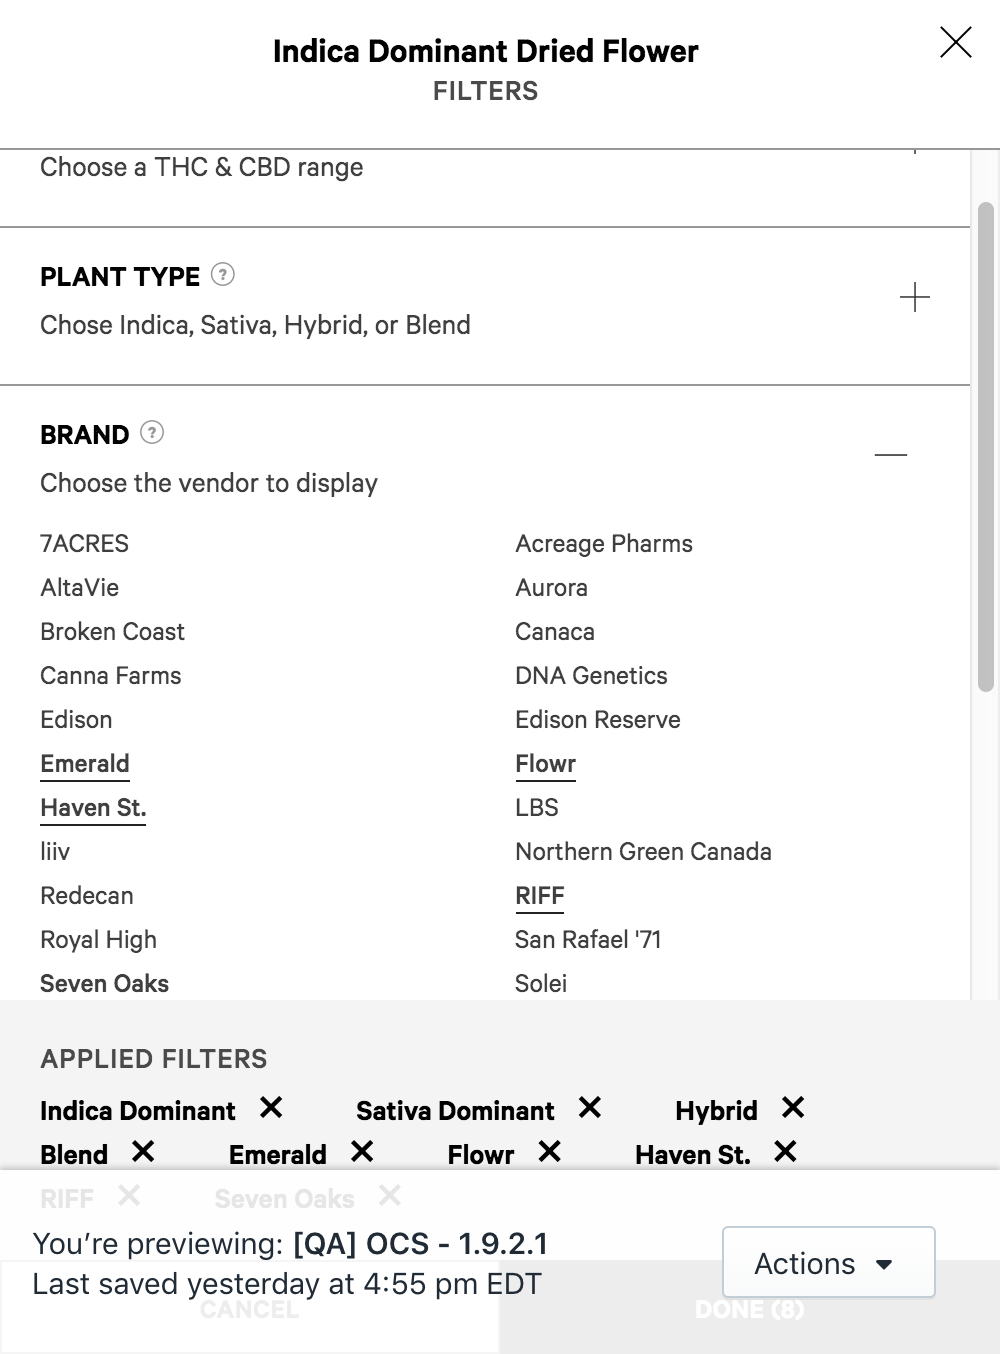 Indica Dominant Dried Flower
FILTERS
Choose a THC & CBD range
PLANT TYPE ?
Chose Indica, Sativa, Hybrid, or Blend
BRAND ?
Choose the vendor to display
7ACRES Acreage Pharms
AltaVie Aurora
Broken Coast Canaca
Canna Farms DNA Genetics
Edison Edison Reserve
Emerald Flowr
Haven St. LBS
liiv Northern Green Canada
Redecan RIFF
Royal High San Rafael '71
Seven Oaks Solei
APPLIED FILTERS
Indica Dominant Sativa Dominant Hybrid
Blend Emerald Flowr Haven St.
RIFF Seven Oaks
You’re previewing: [QA] OCS - 1.9.2.1
Last saved yesterday at 4:55 pm EDT
Actions
CANCEL DONE (8)